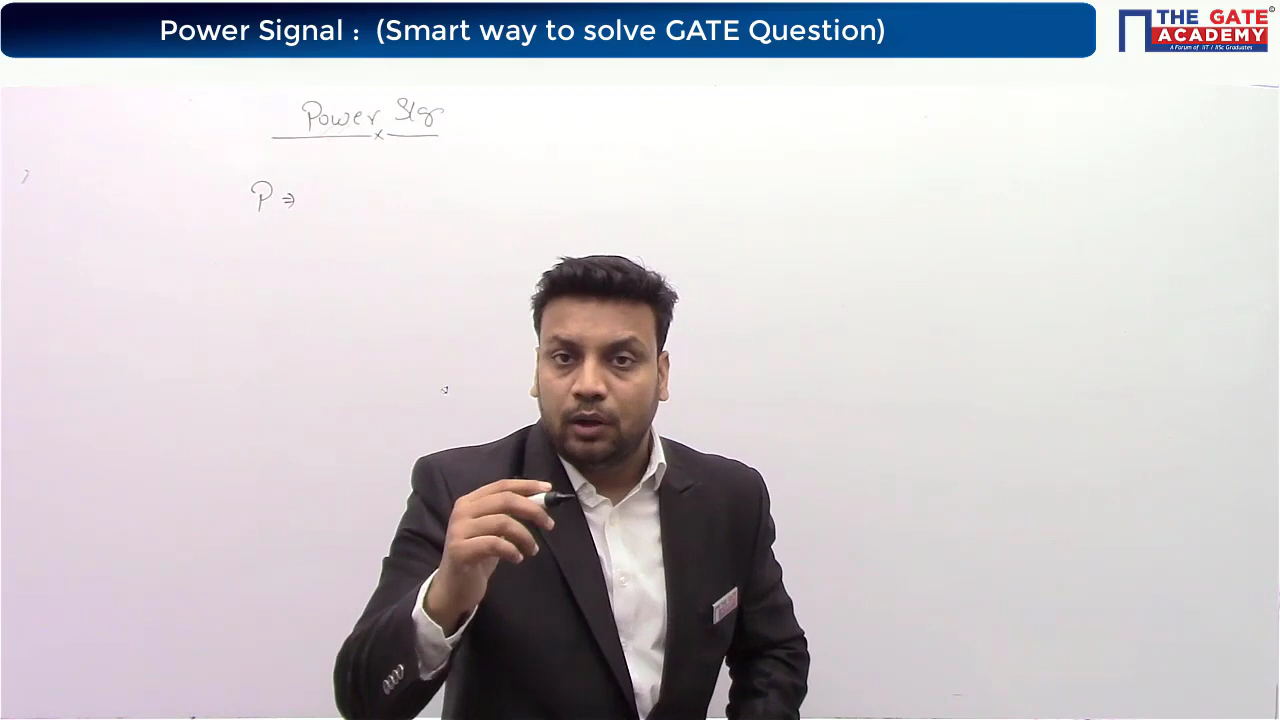 Power Signal : (Smart way to solve GATE Question)
THE GATE
ACADEMY
A Forum of IIT / IISc Graduates
Power Sig
P ⇒